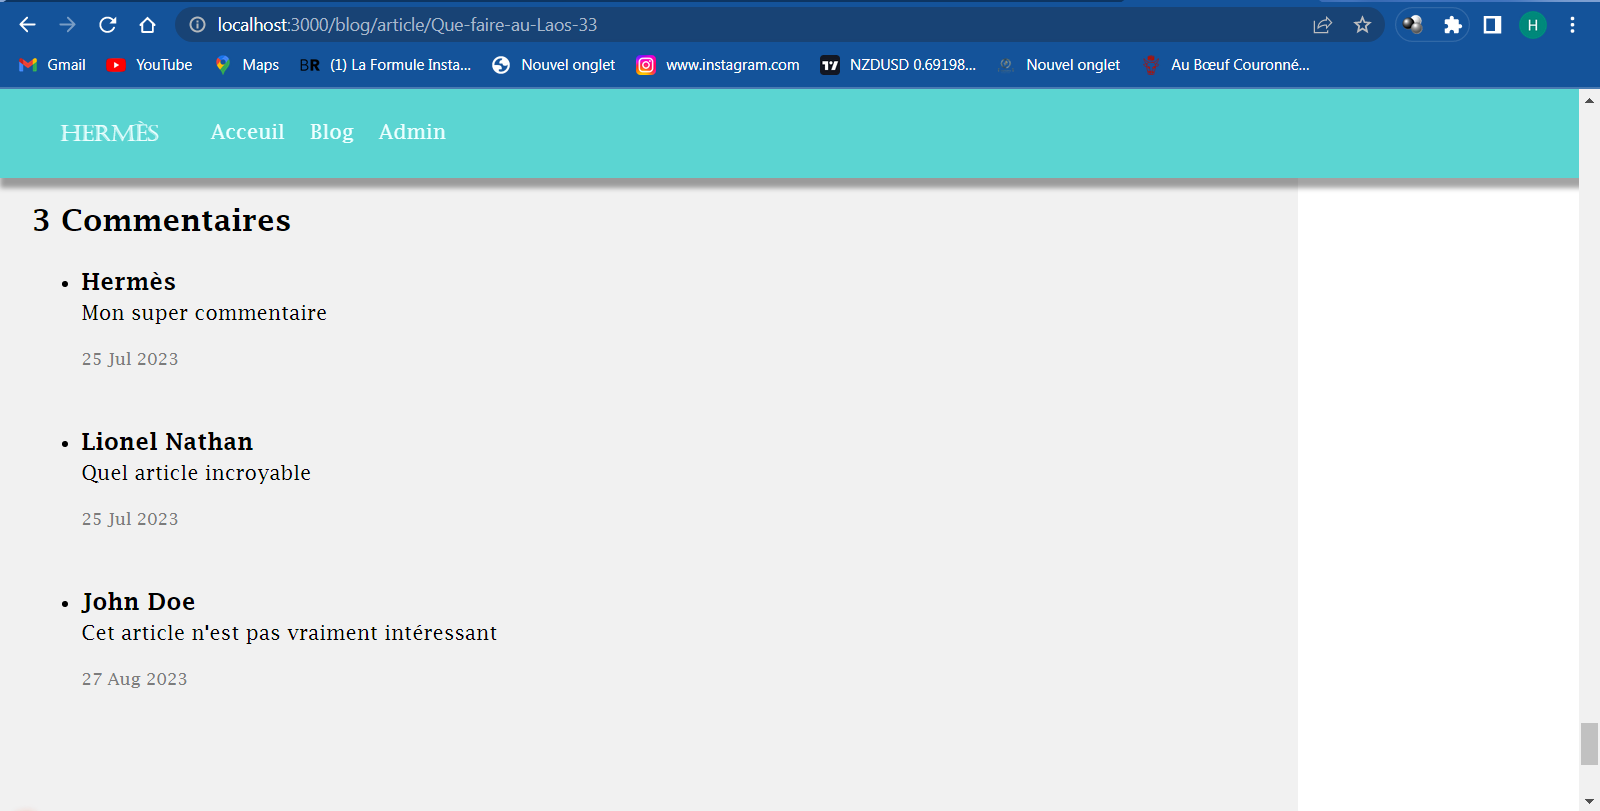 localhost:3000/blog/article/Que-faire-au-Laos-33
H
Gmail YouTube Maps BR (1) La Formule Insta... Nouvel onglet www.instagram.com NZDUSD 0.69198... Nouvel onglet Au Bœuf Couronné...
HERMÈS Acceuil Blog Admin
3 Commentaires
Hermès
Mon super commentaire
25 Jul 2023
Lionel Nathan
Quel article incroyable
25 Jul 2023
John Doe
Cet article n'est pas vraiment intéressant
27 Aug 2023